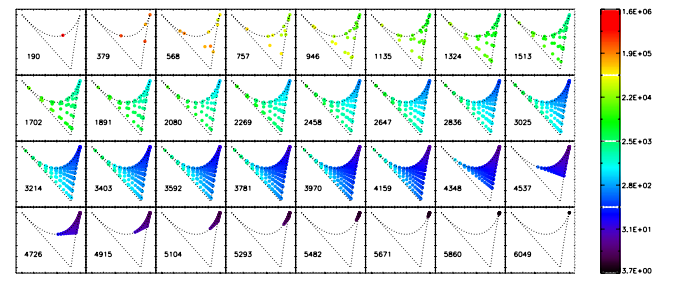 190 379 568 757 946 1135 1324 1513
1702 1891 2080 2269 2458 2647 2836 3025
3214 3403 3592 3781 3970 4159 4348 4537
4726 4915 5104 5293 5482 5671 5860 6049
1.6E+06
1.9E+05
2.2E+04
2.5E+03
2.8E+02
3.1E+01
3.7E+00